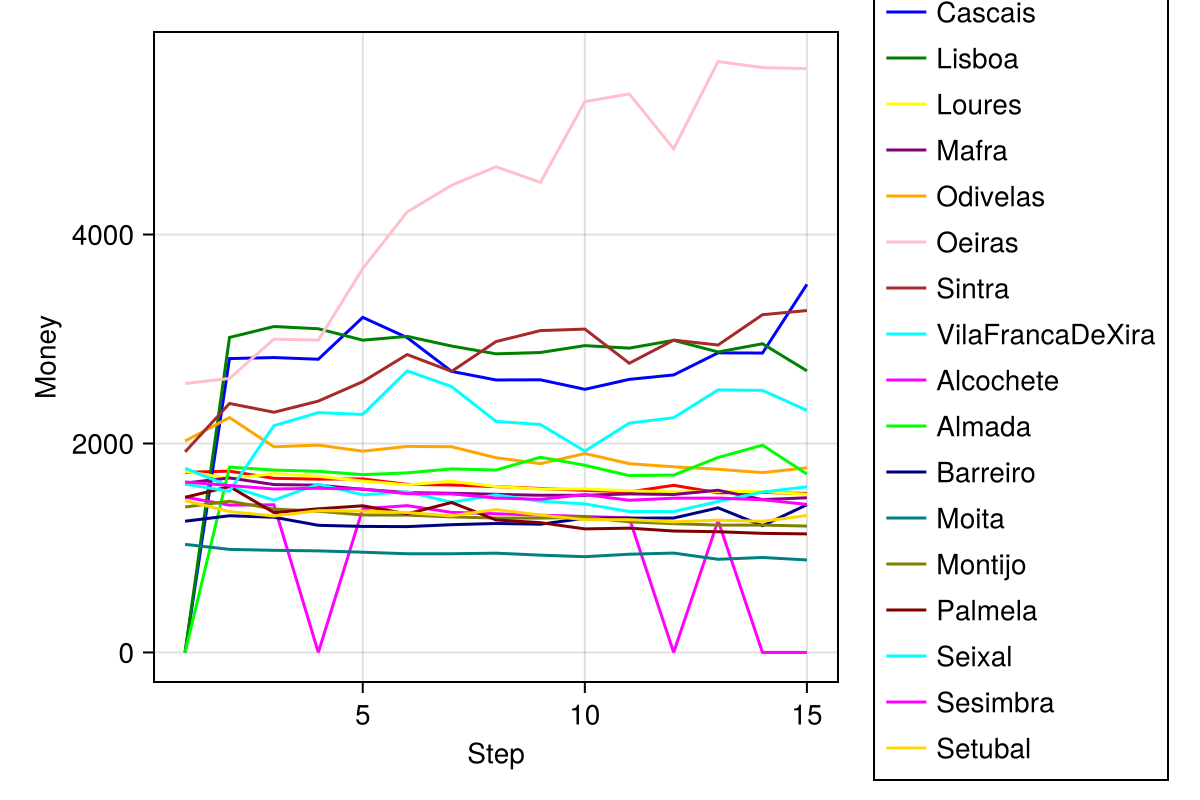 Cascais
Lisboa
Loures
Mafra
Odivelas
Oeiras
Sintra
VilaFrancaDeXira
Alcochete
Almada
Barreiro
Moita
Montijo
Palmela
Seixal
Sesimbra
Setubal
Money
4000
2000
0
5
10
15
Step